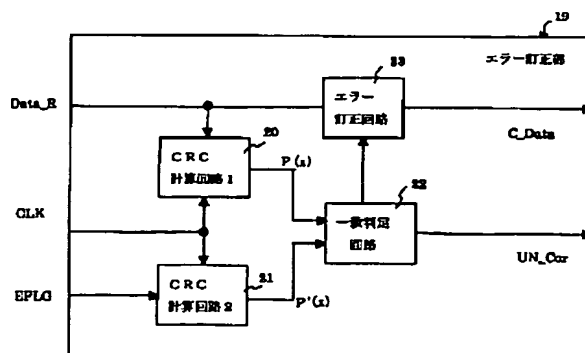 19
エラー訂正部
Data_R
23
エラー
訂正回路
C_Data
20
CRC
計算回路1
P(x)
22
一致判定
回路
CLK
UN_Cor
EPLG
21
CRC
計算回路2
P'(x)